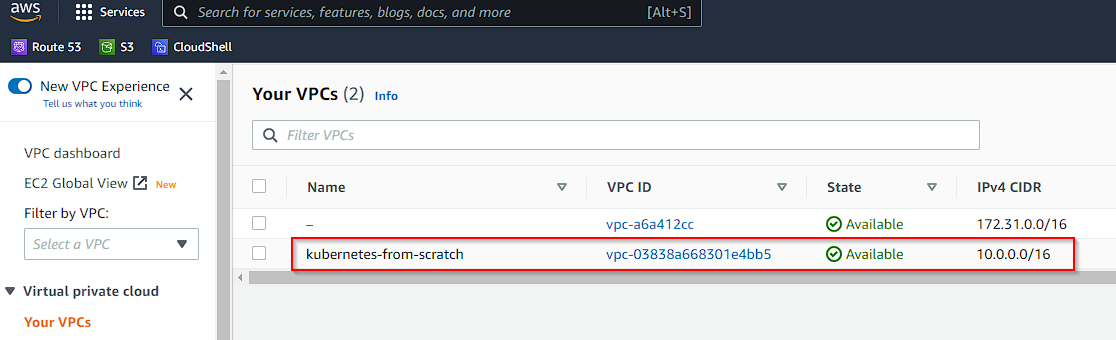 aws Services Search for services, features, blogs, docs, and more [Alt+S]
Route 53 S3 CloudShell
New VPC Experience
Tell us what you think
VPC dashboard
EC2 Global View New
Filter by VPC:
Select a VPC
Virtual private cloud
Your VPCs
Your VPCs (2) Info
Filter VPCs
Name VPC ID State IPv4 CIDR
– vpc-a6a412cc Available 172.31.0.0/16
kubernetes-from-scratch vpc-03838a668301e4bb5 Available 10.0.0.0/16